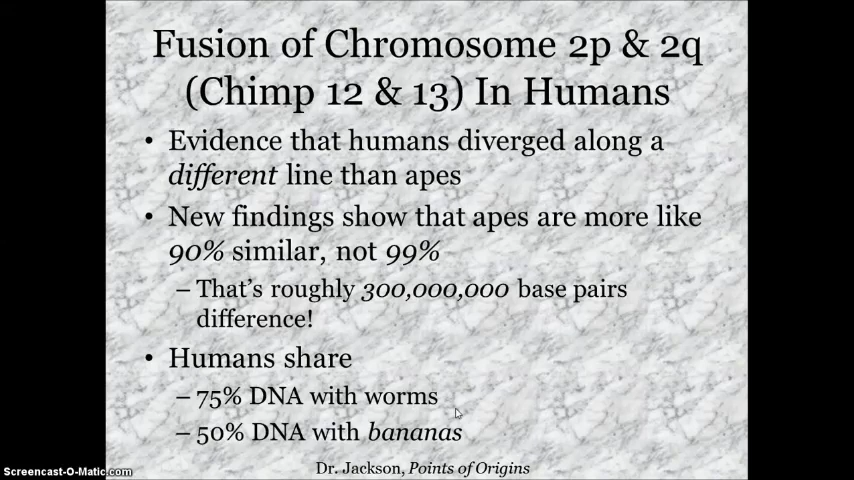 Fusion of Chromosome 2p & 2q
(Chimp 12 & 13) In Humans
• Evidence that humans diverged along a
different line than apes
• New findings show that apes are more like
90% similar, not 99%
– That's roughly 300,000,000 base pairs
difference!
• Humans share
– 75% DNA with worms
– 50% DNA with bananas
Dr. Jackson, Points of Origins
Screencast-O-Matic.com